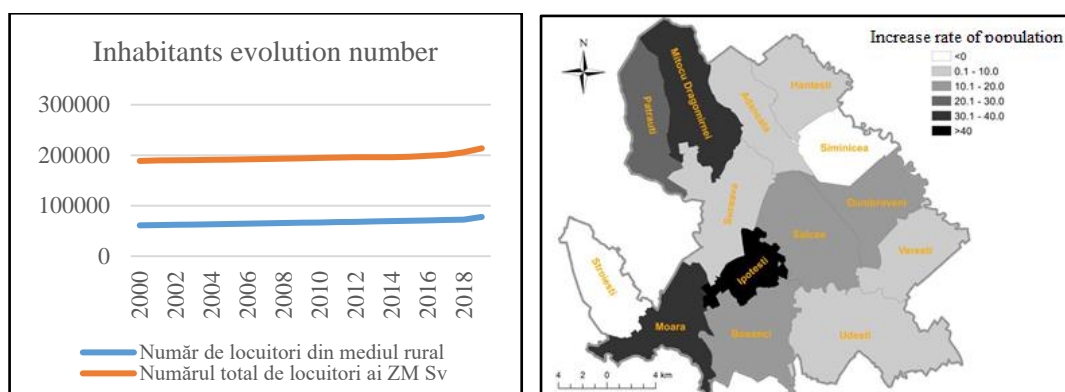 Inhabitants evolution number
300000
200000
100000
0
2000
2002
2004
2006
2008
2010
2012
2014
2016
2018
Număr de locuitori din mediul rural
Numărul total de locuitori ai ZM Sv
N
Increase rate of population
<0
0.1 - 10.0
10.1 - 20.0
20.1 - 30.0
30.1 - 40.0
>40
Mitocu Dragomirnei
Patrauti
Adancata
Hantesti
Siminicea
Suceava
Dumbraveni
Salcea
Veresti
Stroiesti
Ipotesti
Moara
Bosanci
Udesti
4 2 0 4 km